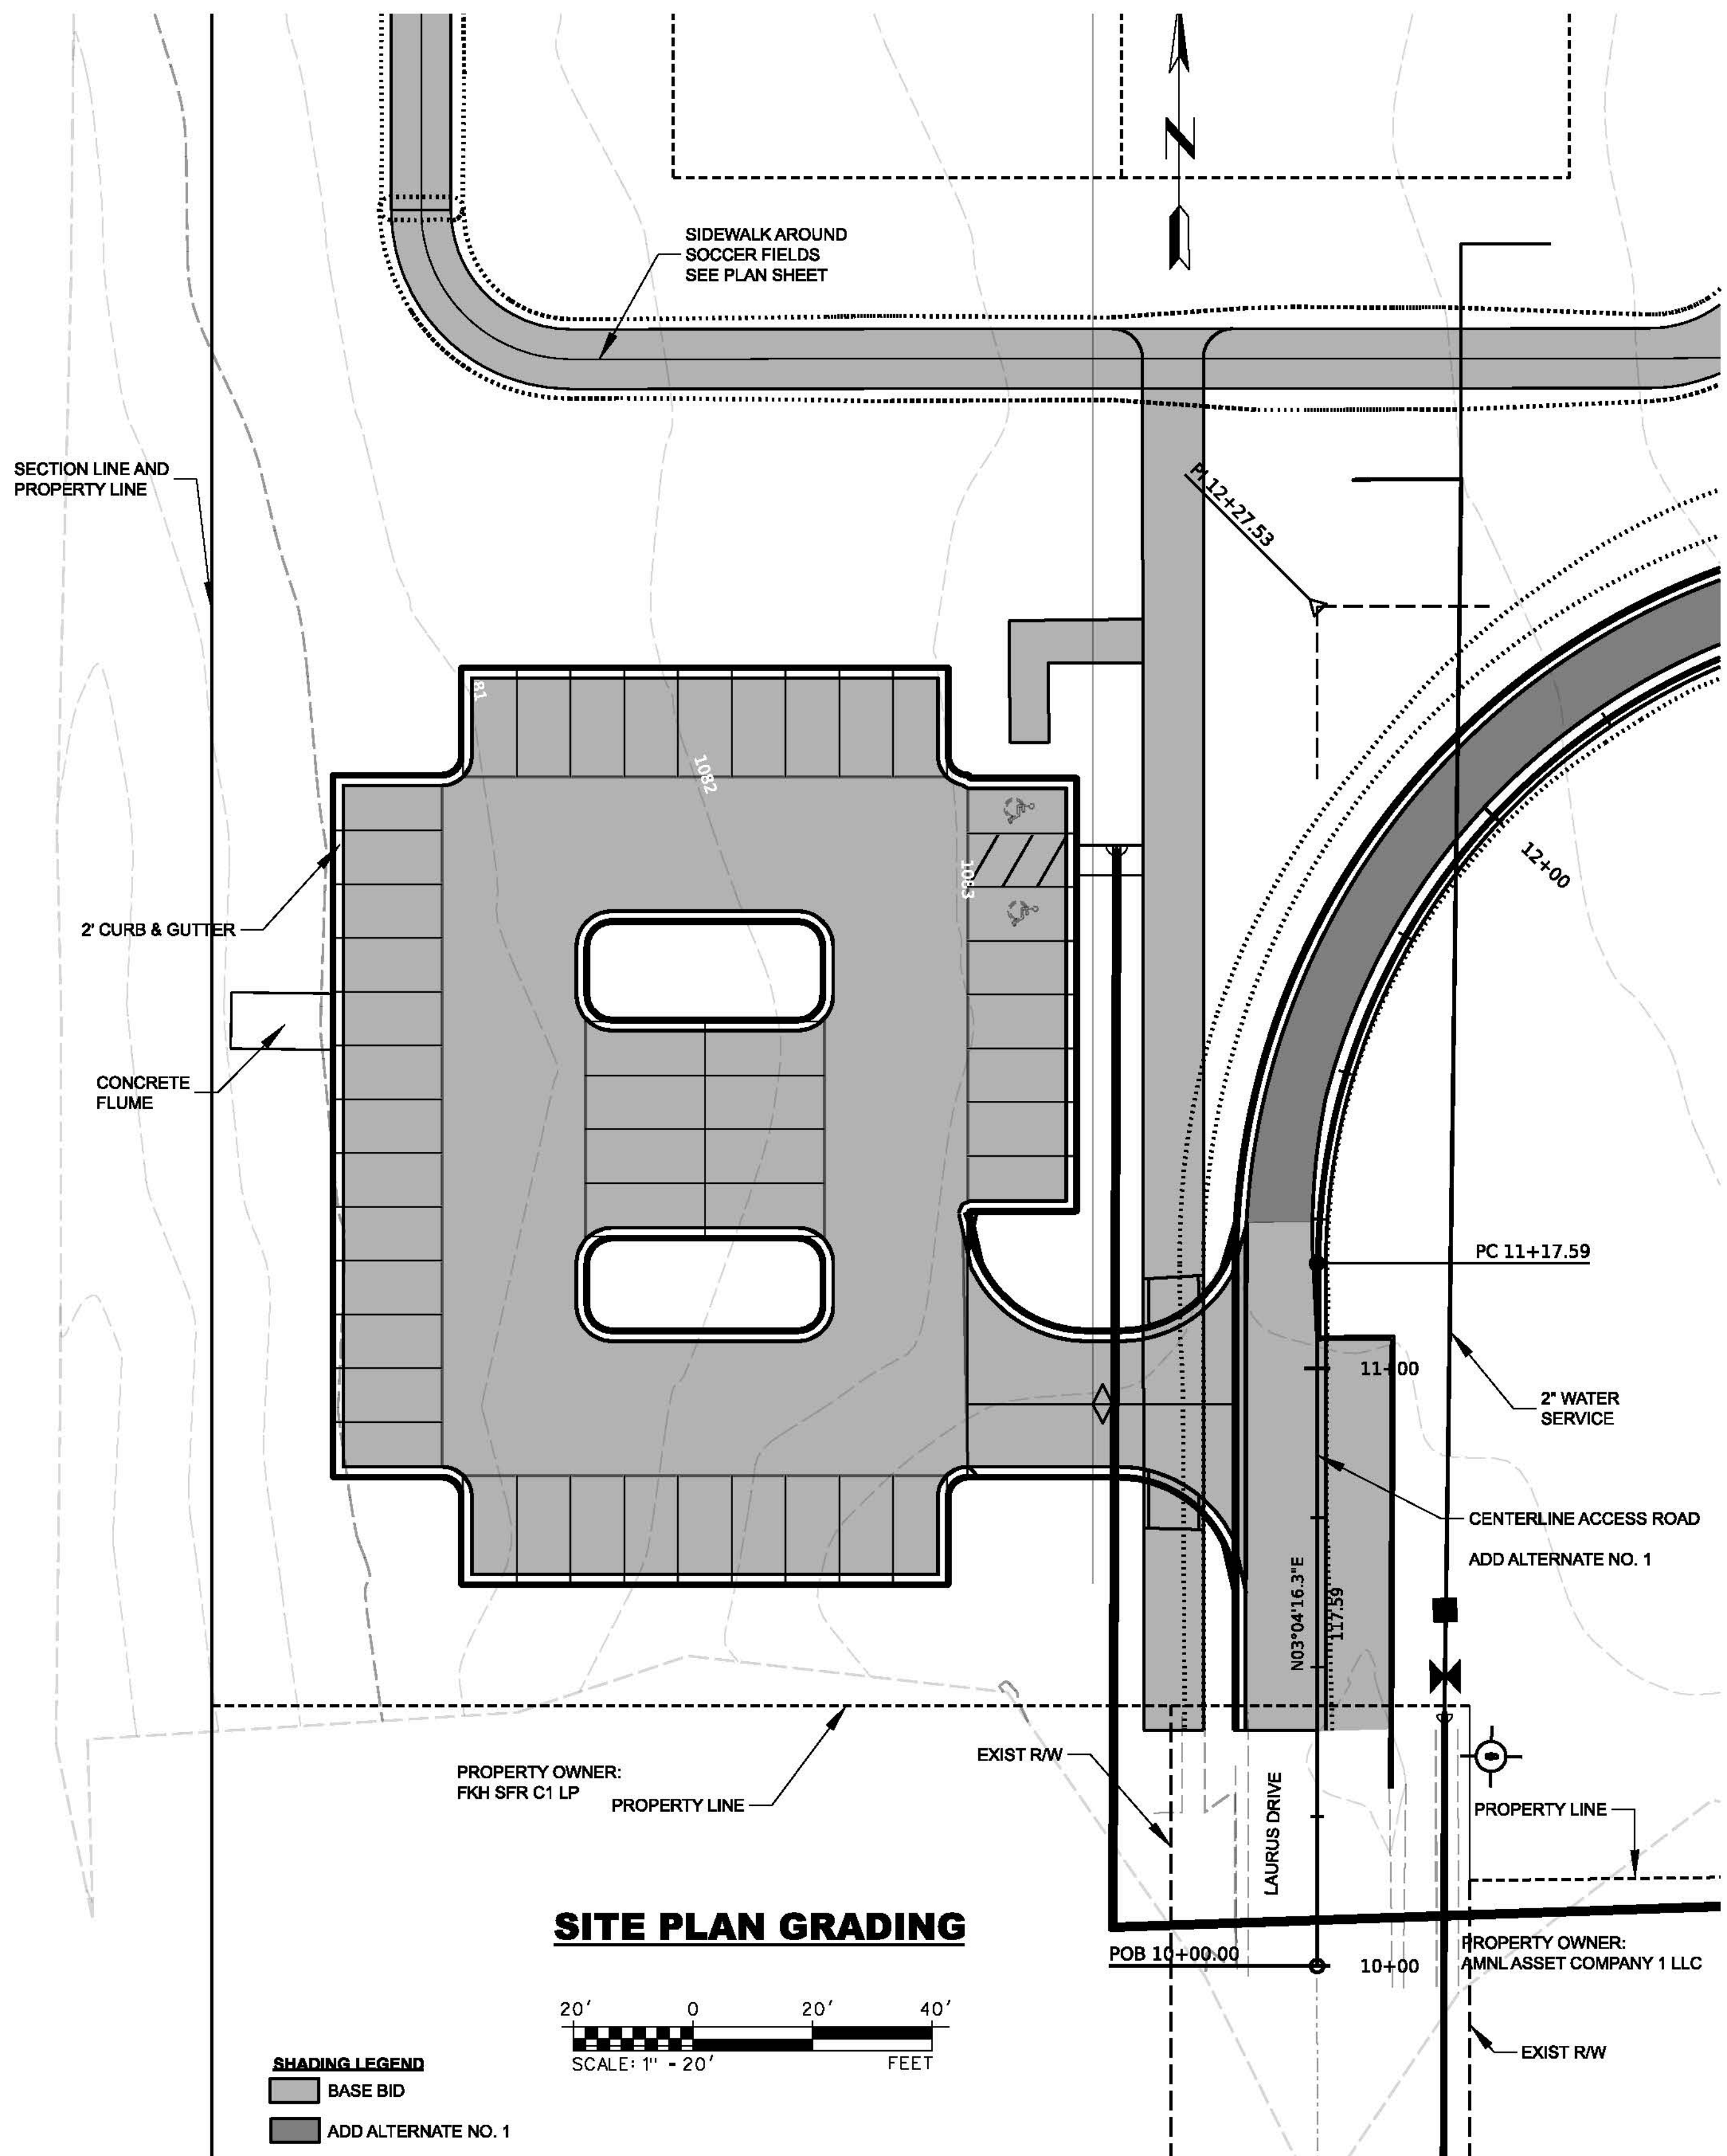 N
SIDEWALK AROUND
SOCCER FIELDS
SEE PLAN SHEET
SECTION LINE AND
PROPERTY LINE
PI 12+27.53
81
1082
1083
12+00
2' CURB & GUTTER
CONCRETE
FLUME
PC 11+17.59
11+00
2" WATER
SERVICE
CENTERLINE ACCESS ROAD
ADD ALTERNATE NO. 1
N03°04'16.3"E
117.59
PROPERTY OWNER:
FKH SFR C1 LP
PROPERTY LINE
EXIST R/W
LAURUS DRIVE
PROPERTY LINE
SITE PLAN GRADING
POB 10+00.00
10+00
PROPERTY OWNER:
AMNL ASSET COMPANY 1 LLC
20' 0 20' 40'
SCALE: 1" - 20' FEET
EXIST R/W
SHADING LEGEND
BASE BID
ADD ALTERNATE NO. 1